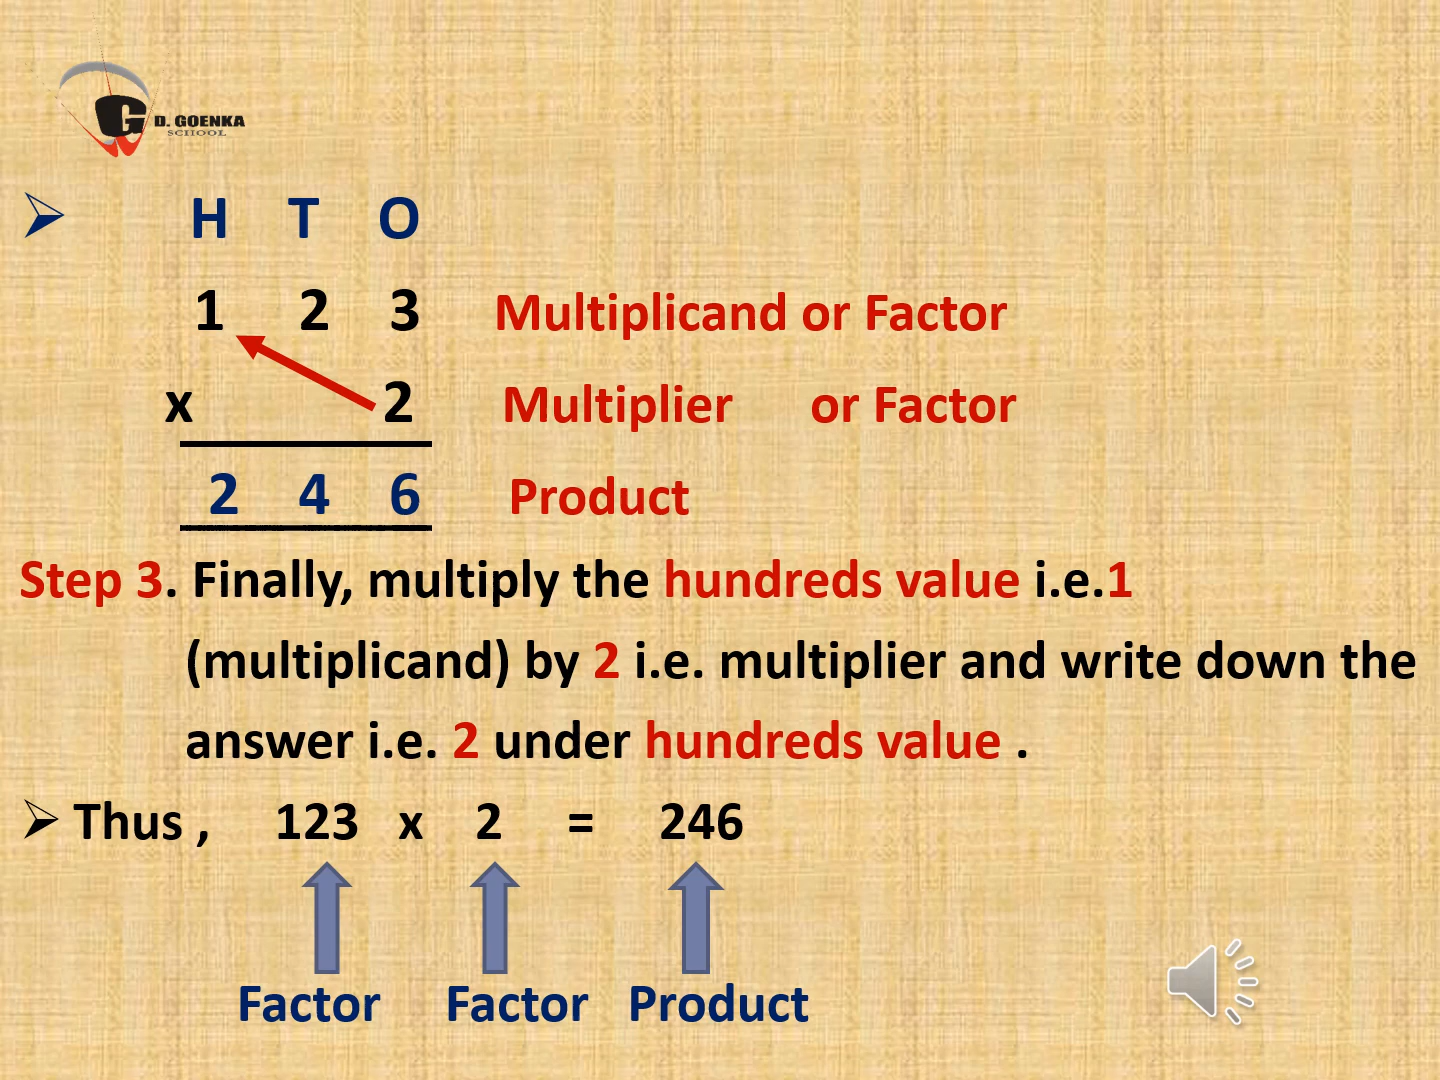 G D. GOENKA
SCHOOL
H T O
1 2 3 Multiplicand or Factor
x 2 Multiplier or Factor
2 4 6 Product
Step 3. Finally, multiply the hundreds value i.e.1
(multiplicand) by 2 i.e. multiplier and write down the
answer i.e. 2 under hundreds value .
Thus , 123 x 2 = 246
Factor Factor Product